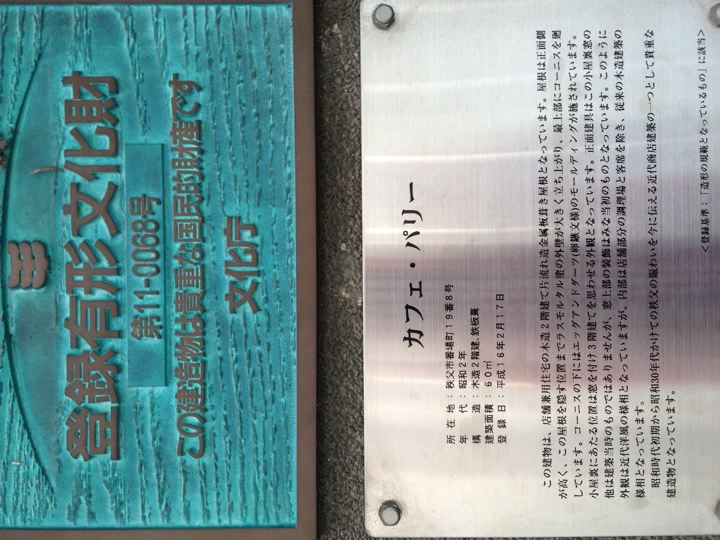 登録有形文化財
第11-0068号
この建造物は貴重な国民的財産です
文化庁
カフェ・パリー
所在地：秩父市番場町19番8号
年代：昭和2年
構造：木造2階建、鉄板葺
建築面積：60㎡
登録日：平成16年2月17日
この建物は、店舗兼用住宅の木造2階建て片流れ造金属板葺き屋根となっています。屋根は正面側
が高く、この屋根を隠す位置までラスモルタル塗の外壁が大きく立ち上がり、最上部にコーニスを廻
しています。コーニスの下にはエッグアンドダーツ(卵鏃文様)のモールディングが施されています。
小屋裏にあたる位置は窓を付け3階建てを思わせる外観となっています。正面建具はこの小屋裏窓の
他は建築当時のものではありませんが、窓上部の装飾はみな当初のものとなっています。このように
外観は近代洋風の様相となっていますが、内部は店舗部分の調理場と客席を除き、従来の木造建築の
様相となっています。
昭和時代初期から昭和30年代かけての秩父の賑わいを今に伝える近代商店建築の一つとして貴重な
建造物となっています。
＜登録基準：「造形の規範となっているもの」に該当＞